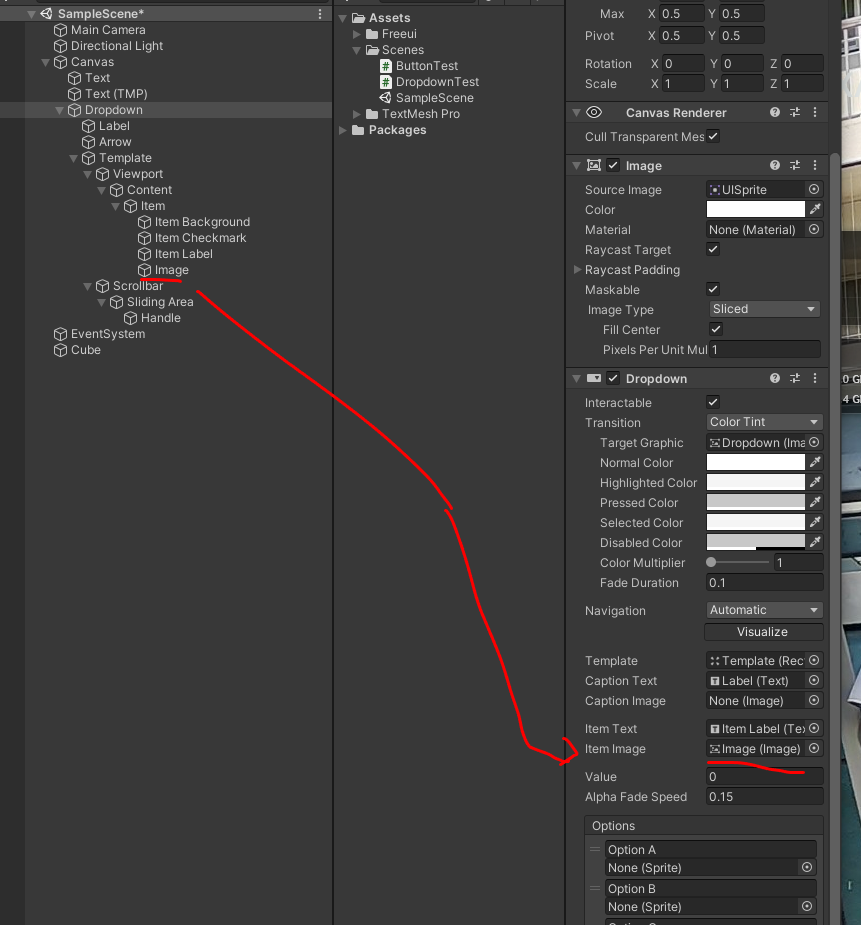 SampleScene*
Main Camera
Directional Light
Canvas
Text
Text (TMP)
Dropdown
Label
Arrow
Template
Viewport
Content
Item
Item Background
Item Checkmark
Item Label
Image
Scrollbar
Sliding Area
Handle
EventSystem
Cube
Assets
Freeui
Scenes
ButtonTest
DropdownTest
SampleScene
TextMesh Pro
Packages
Max X 0.5 Y 0.5
Pivot X 0.5 Y 0.5
Rotation X 0 Y 0 Z 0
Scale X 1 Y 1 Z 1
Canvas Renderer
Cull Transparent Mes
Image
Source Image UISprite
Color
Material None (Material)
Raycast Target
Raycast Padding
Maskable
Image Type Sliced
Fill Center
Pixels Per Unit Mul 1
Dropdown
Interactable
Transition Color Tint
Target Graphic Dropdown (Ima
Normal Color
Highlighted Color
Pressed Color
Selected Color
Disabled Color
Color Multiplier 1
Fade Duration 0.1
Navigation Automatic
Visualize
Template Template (Rec
Caption Text Label (Text)
Caption Image None (Image)
Item Text Item Label (Te
Item Image Image (Image)
Value 0
Alpha Fade Speed 0.15
Options
Option A
None (Sprite)
Option B
None (Sprite)